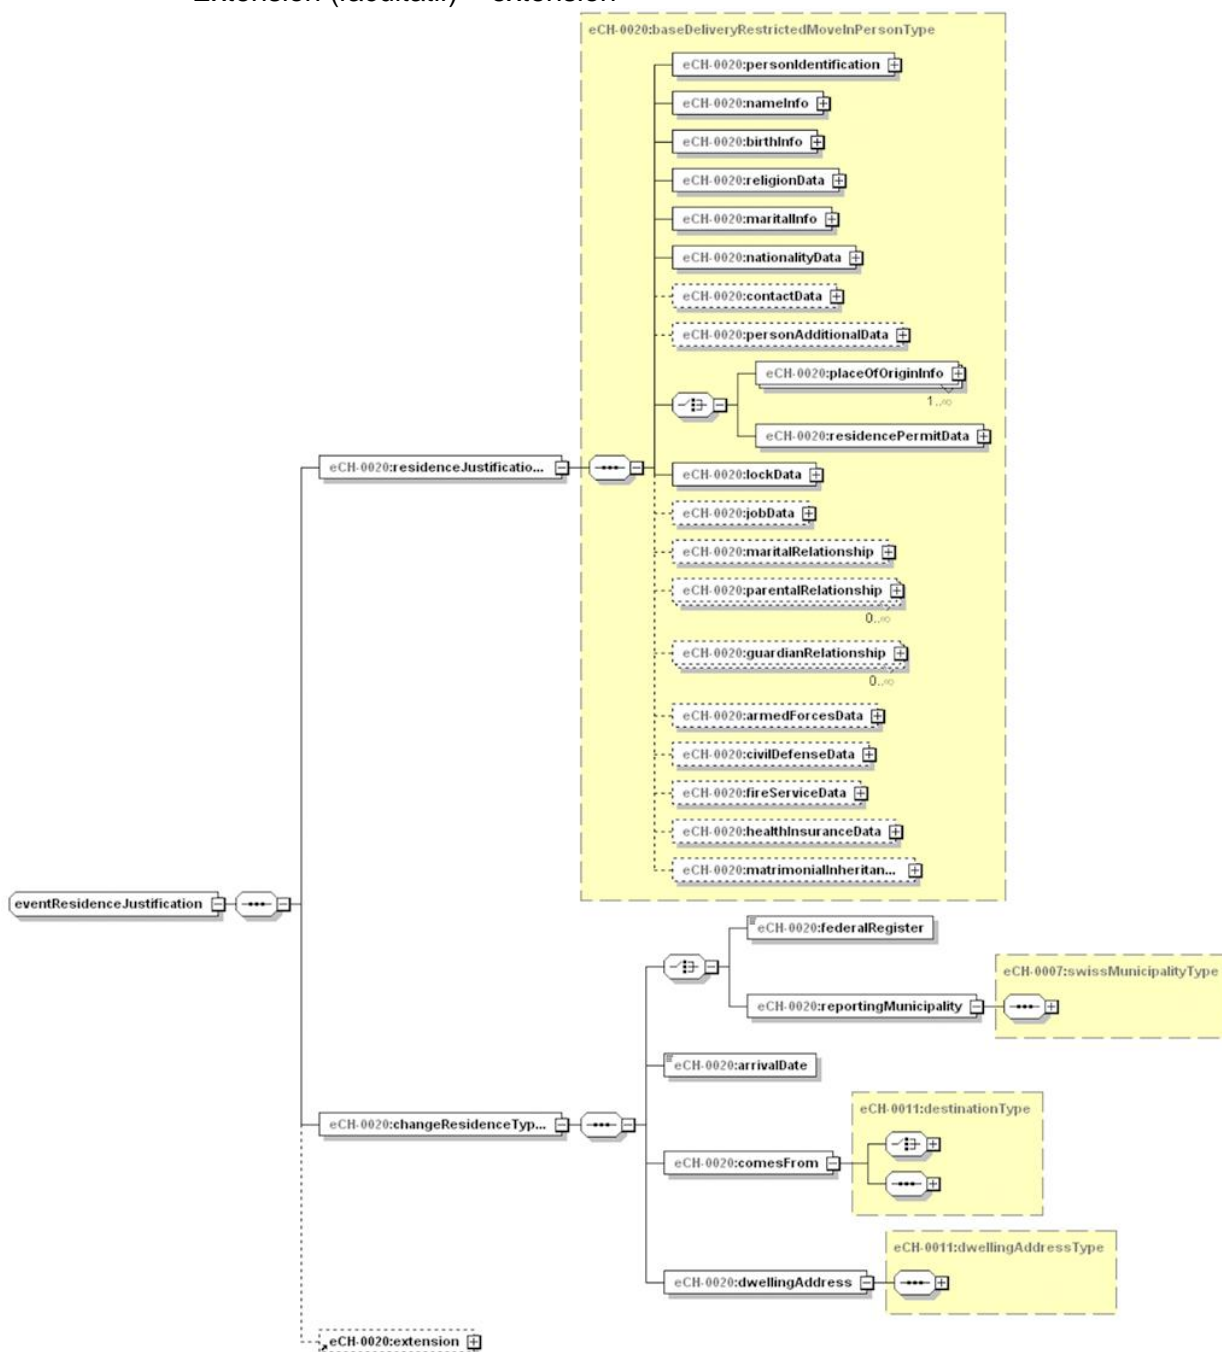 Extension (facultatif) – extension
eCH-0020:baseDeliveryRestrictedMoveInPersonType
eCH-0020:personIdentification
eCH-0020:nameInfo
eCH-0020:birthInfo
eCH-0020:religionData
eCH-0020:maritalInfo
eCH-0020:nationalityData
eCH-0020:contactData
eCH-0020:personAdditionalData
eCH-0020:placeOfOriginInfo
1..∞
eCH-0020:residencePermitData
eCH-0020:residenceJustificatio...
eCH-0020:lockData
eCH-0020:jobData
eCH-0020:maritalRelationship
eCH-0020:parentalRelationship
0..∞
eCH-0020:guardianRelationship
0..∞
eCH-0020:armedForcesData
eCH-0020:civilDefenseData
eCH-0020:fireServiceData
eCH-0020:healthInsuranceData
eCH-0020:matrimonialInheritan...
eventResidenceJustification
eCH-0020:federalRegister
eCH-0007:swissMunicipalityType
eCH-0020:reportingMunicipality
eCH-0020:arrivalDate
eCH-0011:destinationType
eCH-0020:changeResidenceTyp...
eCH-0020:comesFrom
eCH-0011:dwellingAddressType
eCH-0020:dwellingAddress
eCH-0020:extension